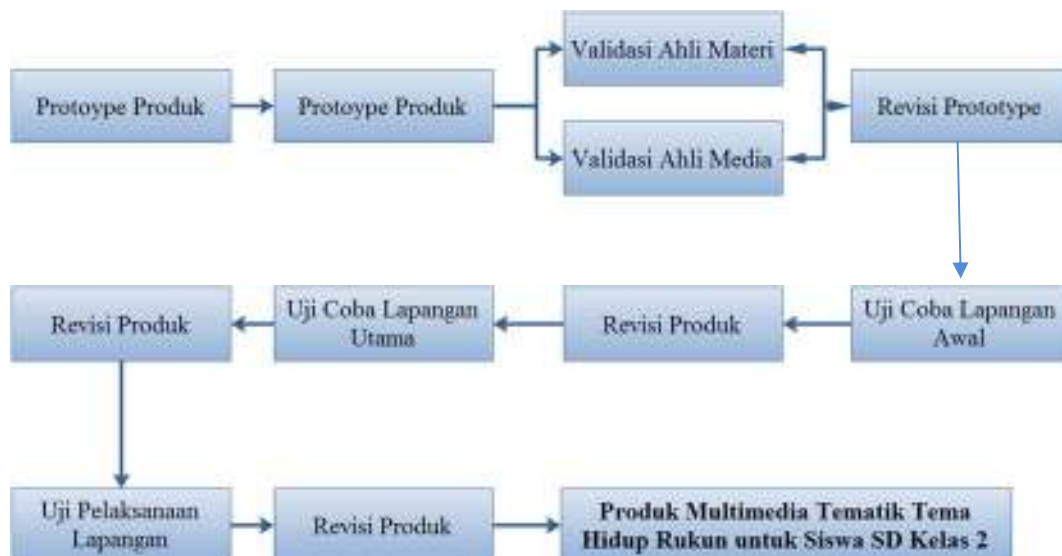 Protoype Produk
Protoype Produk
Validasi Ahli Materi
Validasi Ahli Media
Revisi Prototype
Uji Coba Lapangan
Awal
Revisi Produk
Uji Coba Lapangan
Utama
Revisi Produk
Uji Pelaksanaan
Lapangan
Revisi Produk
Produk Multimedia Tematik Tema
Hidup Rukun untuk Siswa SD Kelas 2